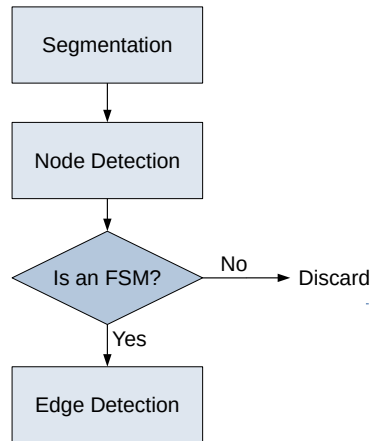 Segmentation
Node Detection
Is an FSM?
No
Discard
Yes
Edge Detection